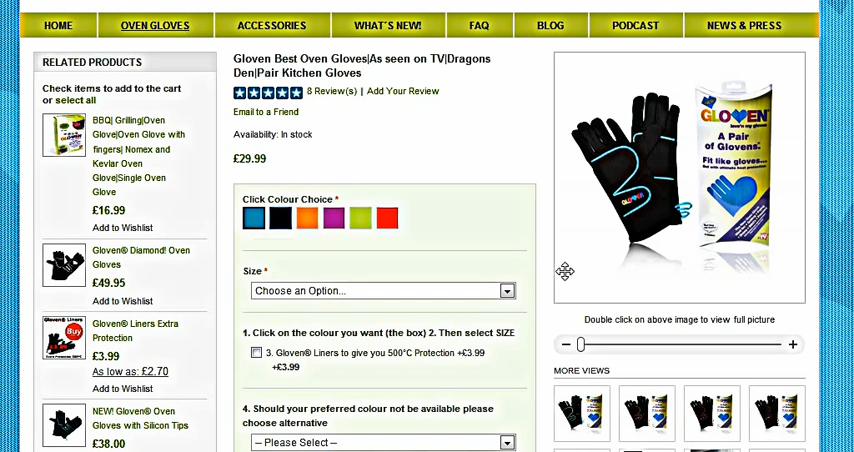 HOME
OVEN GLOVES
ACCESSORIES
WHAT'S NEW!
FAQ
BLOG
PODCAST
NEWS & PRESS
RELATED PRODUCTS
Check items to add to the cart
or select all
BBQ| Grilling|Oven
Glove|Oven Glove with
fingers| Nomex and
Kevlar Oven
Glove|Single Oven
Glove
£16.99
Add to Wishlist
Gloven® Diamond! Oven
Gloves
£49.95
Add to Wishlist
Buy
Gloven® Liners Extra
Protection
£3.99
As low as: £2.70
Add to Wishlist
NEW! Gloven® Oven
Gloves with Silicon Tips
£38.00
Gloven Best Oven Gloves|As seen on TV|Dragons
Den|Pair Kitchen Gloves
8 Review(s) | Add Your Review
Email to a Friend
Availability: In stock
£29.99
Click Colour Choice *
Size *
Choose an Option...
1. Click on the colour you want (the box) 2. Then select SIZE
3. Gloven® Liners to give you 500°C Protection +£3.99
+£3.99
4. Should your preferred colour not be available please
choose alternative
-- Please Select --
GLOVEN
GLOVEN
love'n my gloves
A Pair
of Glovens
Fit like gloves...
Double click on above image to view full picture
MORE VIEWS